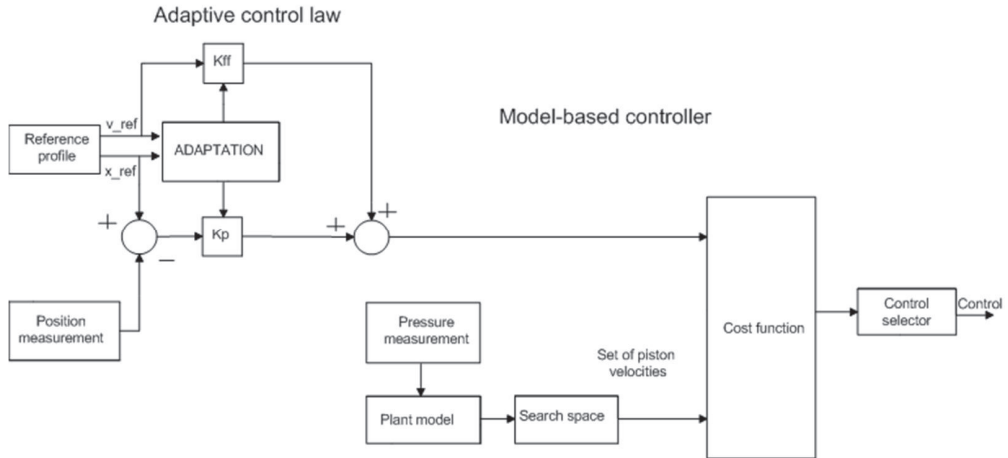 Adaptive control law
Kff
Model-based controller
v_ref
Reference
profile
ADAPTATION
x_ref
+
+
+
Kp
−
Position
measurement
Pressure
measurement
Cost function
Control
selector
Control
Set of piston
velocities
Plant model
Search space